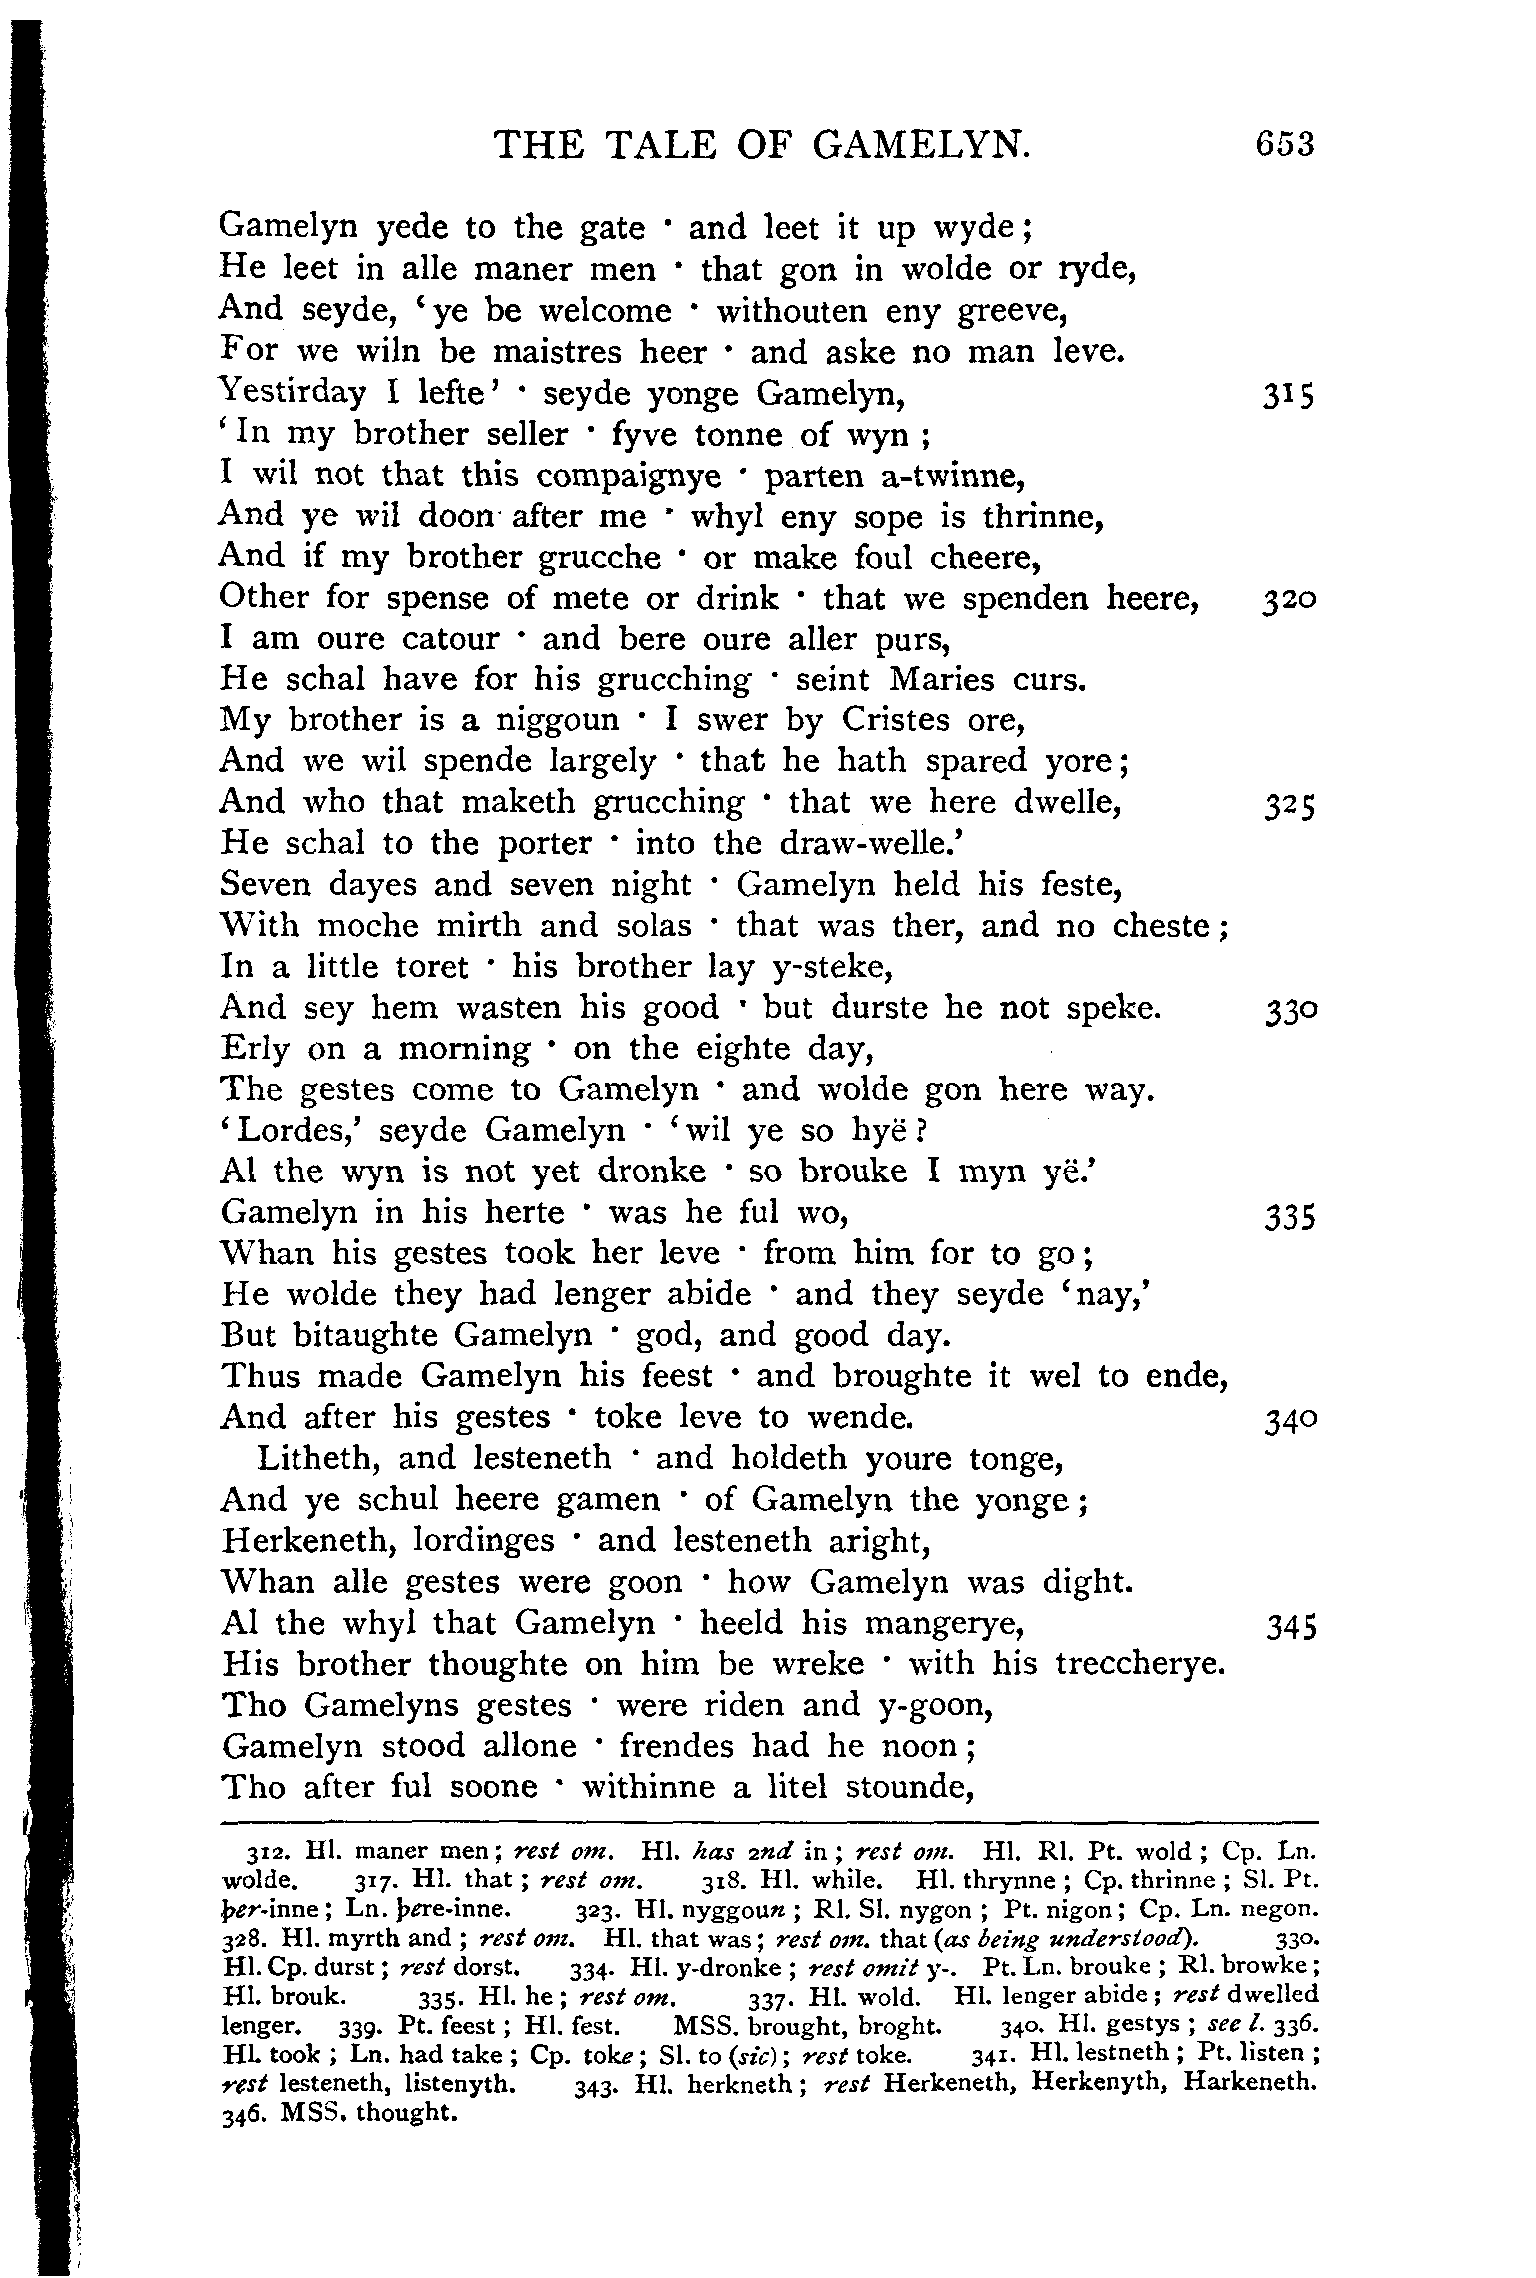 THE TALE OF GAMELYN. 653
Gamelyn yede to the gate · and leet it up wyde;
He leet in alle maner men · that gon in wolde or ryde,
And seyde, ‘ye be welcome · withouten eny greeve,
For we wiln be maistres heer · and aske no man leve.
Yestirday I lefte’ · seyde yonge Gamelyn, 315
‘In my brother seller · fyve tonne of wyn;
I wil not that this compaignye · parten a-twinne,
And ye wil doon after me · whyl eny sope is thrinne,
And if my brother grucche · or make foul cheere,
Other for spense of mete or drink · that we spenden heere, 320
I am oure catour · and bere oure aller purs,
He schal have for his grucching · seint Maries curs.
My brother is a niggoun · I swer by Cristes ore,
And we wil spende largely · that he hath spared yore;
And who that maketh grucching · that we here dwelle, 325
He schal to the porter · into the draw-welle.’
Seven dayes and seven night · Gamelyn held his feste,
With moche mirth and solas · that was ther, and no cheste;
In a little toret · his brother lay y-steke,
And sey hem wasten his good · but durste he not speke. 330
Erly on a morning · on the eighte day,
The gestes come to Gamelyn · and wolde gon here way.
‘Lordes,’ seyde Gamelyn · ‘wil ye so hyë?
Al the wyn is not yet dronke · so brouke I myn yë.’
Gamelyn in his herte · was he ful wo, 335
Whan his gestes took her leve · from him for to go;
He wolde they had lenger abide · and they seyde ‘nay,’
But bitaughte Gamelyn · god, and good day.
Thus made Gamelyn his feest · and broughte it wel to ende,
And after his gestes · toke leve to wende. 340
Litheth, and lesteneth · and holdeth youre tonge,
And ye schul heere gamen · of Gamelyn the yonge;
Herkeneth, lordinges · and lesteneth aright,
Whan alle gestes were goon · how Gamelyn was dight.
Al the whyl that Gamelyn · heeld his mangerye, 345
His brother thoughte on him be wreke · with his treccherye.
Tho Gamelyns gestes · were riden and y-goon,
Gamelyn stood allone · frendes had he noon;
Tho after ful soone · withinne a litel stounde,
312. Hl. maner men; rest om. Hl. has 2nd in; rest om. Hl. Rl. Pt. wold; Cp. Ln.
wolde. 317. Hl. that; rest om. 318. Hl. while. Hl. thrynne; Cp. thrinne; Sl. Pt.
þer-inne; Ln. þere-inne. 323. Hl. nyggoun; Rl. Sl. nygon; Pt. nigon; Cp. Ln. negon.
328. Hl. myrth and; rest om. Hl. that was; rest om. that (as being understood). 330.
Hl. Cp. durst; rest dorst. 334. Hl. y-dronke; rest omit y-. Pt. Ln. brouke; Rl. browke;
Hl. brouk. 335. Hl. he; rest om. 337. Hl. wold. Hl. lenger abide; rest dwelled
lenger. 339. Pt. feest; Hl. fest. MSS. brought, broght. 340. Hl. gestys; see l. 336.
Hl. took; Ln. had take; Cp. toke; Sl. to (sic); rest toke. 341. Hl. lestneth; Pt. listen;
rest lesteneth, listenyth. 343. Hl. herkneth; rest Herkeneth, Herkenyth, Harkeneth.
346. MSS. thought.